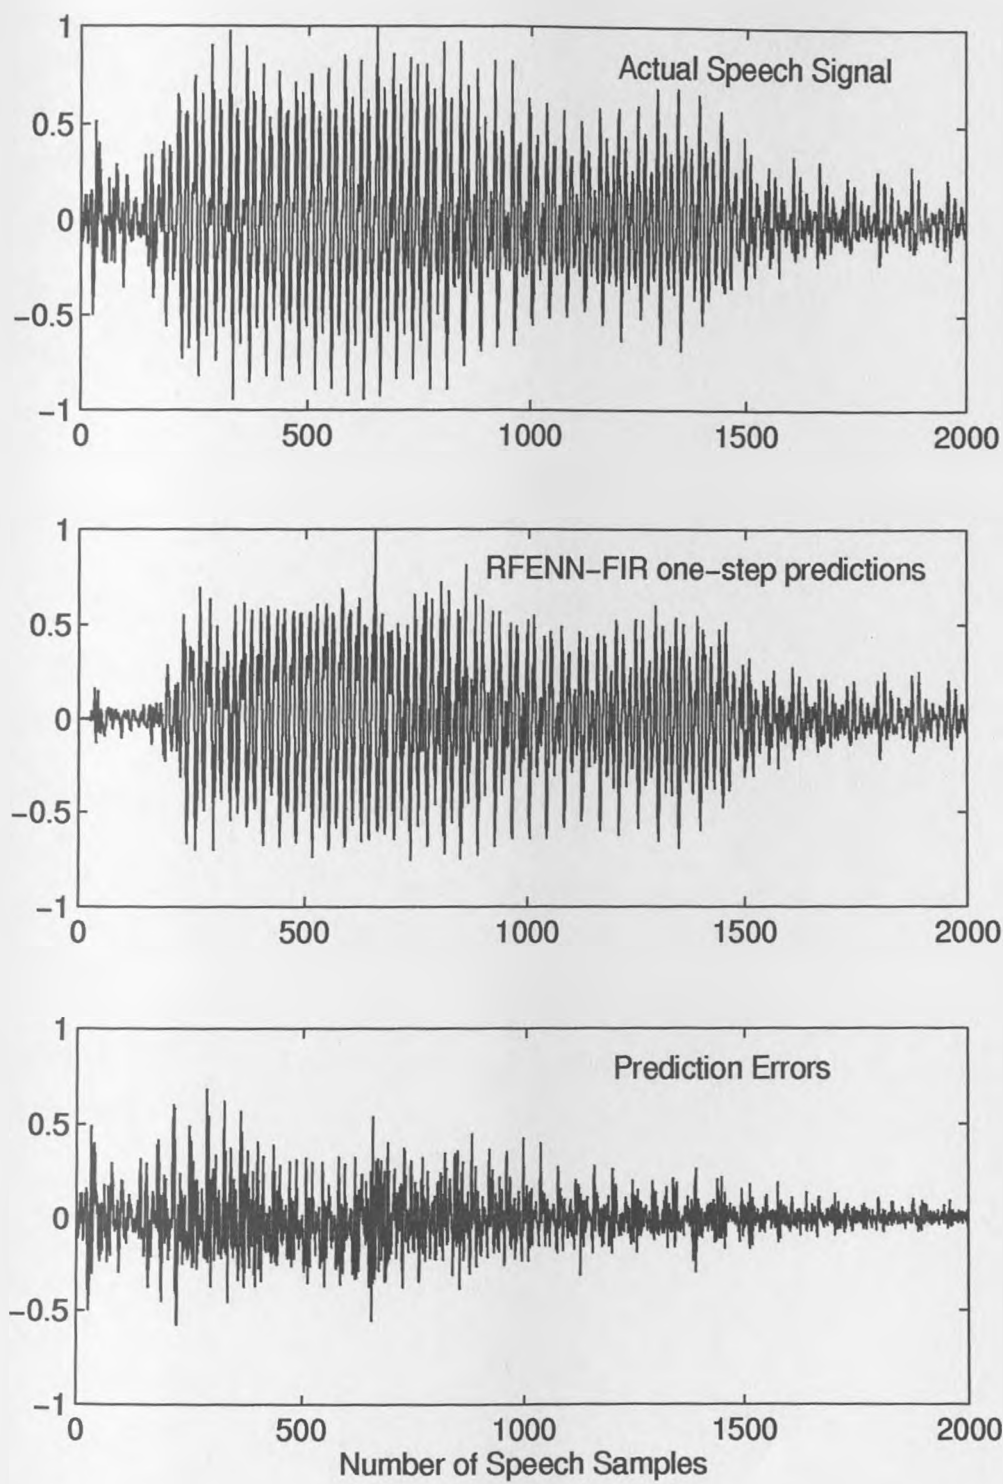 1
Actual Speech Signal
0.5
0
−0.5
−1
0 500 1000 1500 2000
1
RFENN−FIR one−step predictions
0.5
0
−0.5
−1
0 500 1000 1500 2000
1
Prediction Errors
0.5
0
−0.5
−1
0 500 1000 1500 2000
Number of Speech Samples